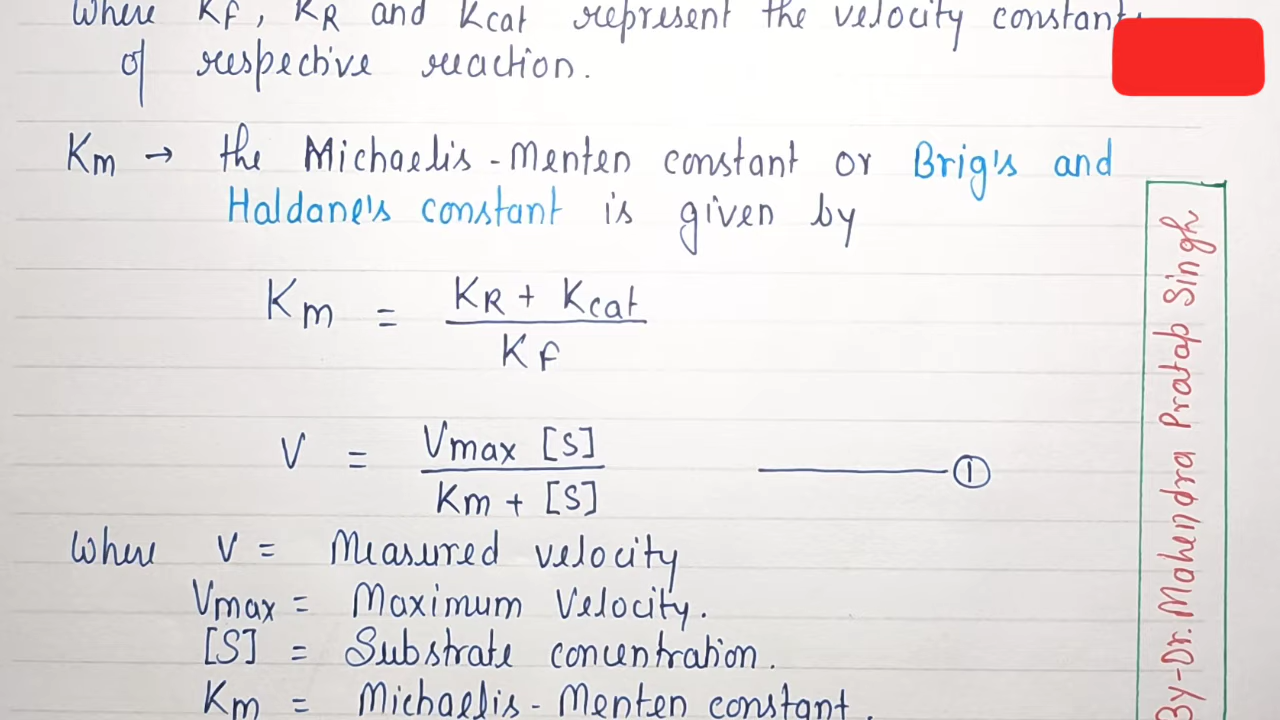 Where Kf, KR and Kcat represent the velocity constants
of respective reaction.
Km → the Michaelis-Menten constant or Brig's and
Haldane's constant is given by
Km = KR + Kcat / Kf
V = Vmax [S] / Km + [S] ——— ①
Where V = Measured velocity
Vmax = Maximum Velocity.
[S] = Substrate concentration.
Km = Michaelis-Menten constant.
By-Dr. Mahendra Pratap Singh